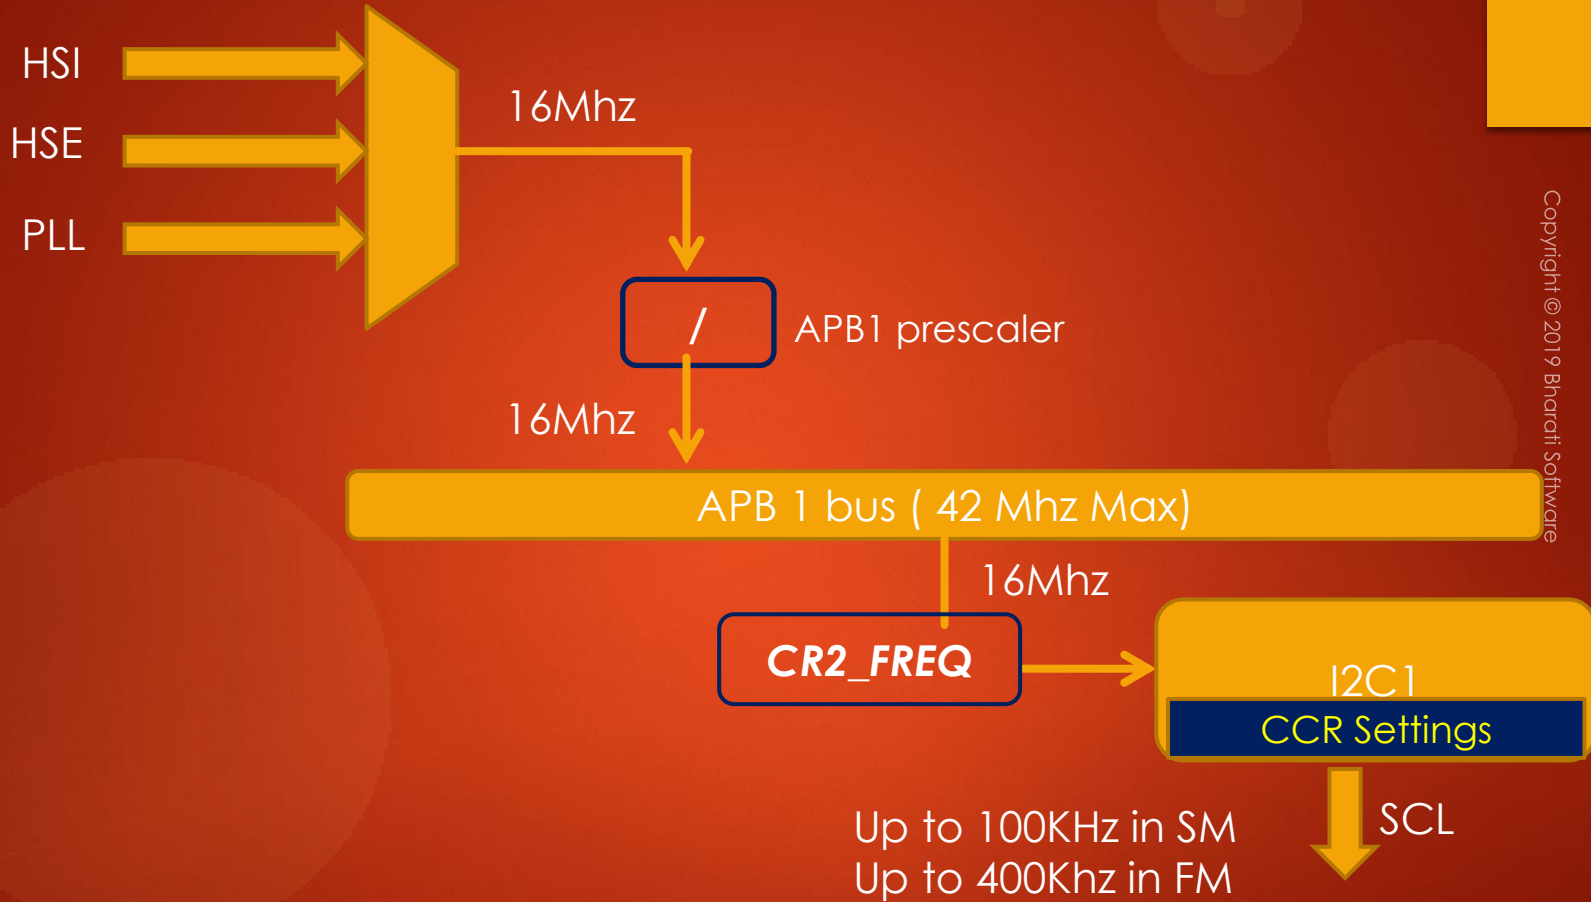 HSI
16Mhz
HSE
PLL
/
APB1 prescaler
16Mhz
APB 1 bus ( 42 Mhz Max)
16Mhz
CR2_FREQ
I2C1
CCR Settings
SCL
Up to 100KHz in SM
Up to 400Khz in FM
Copyright © 2019 Bharati Software